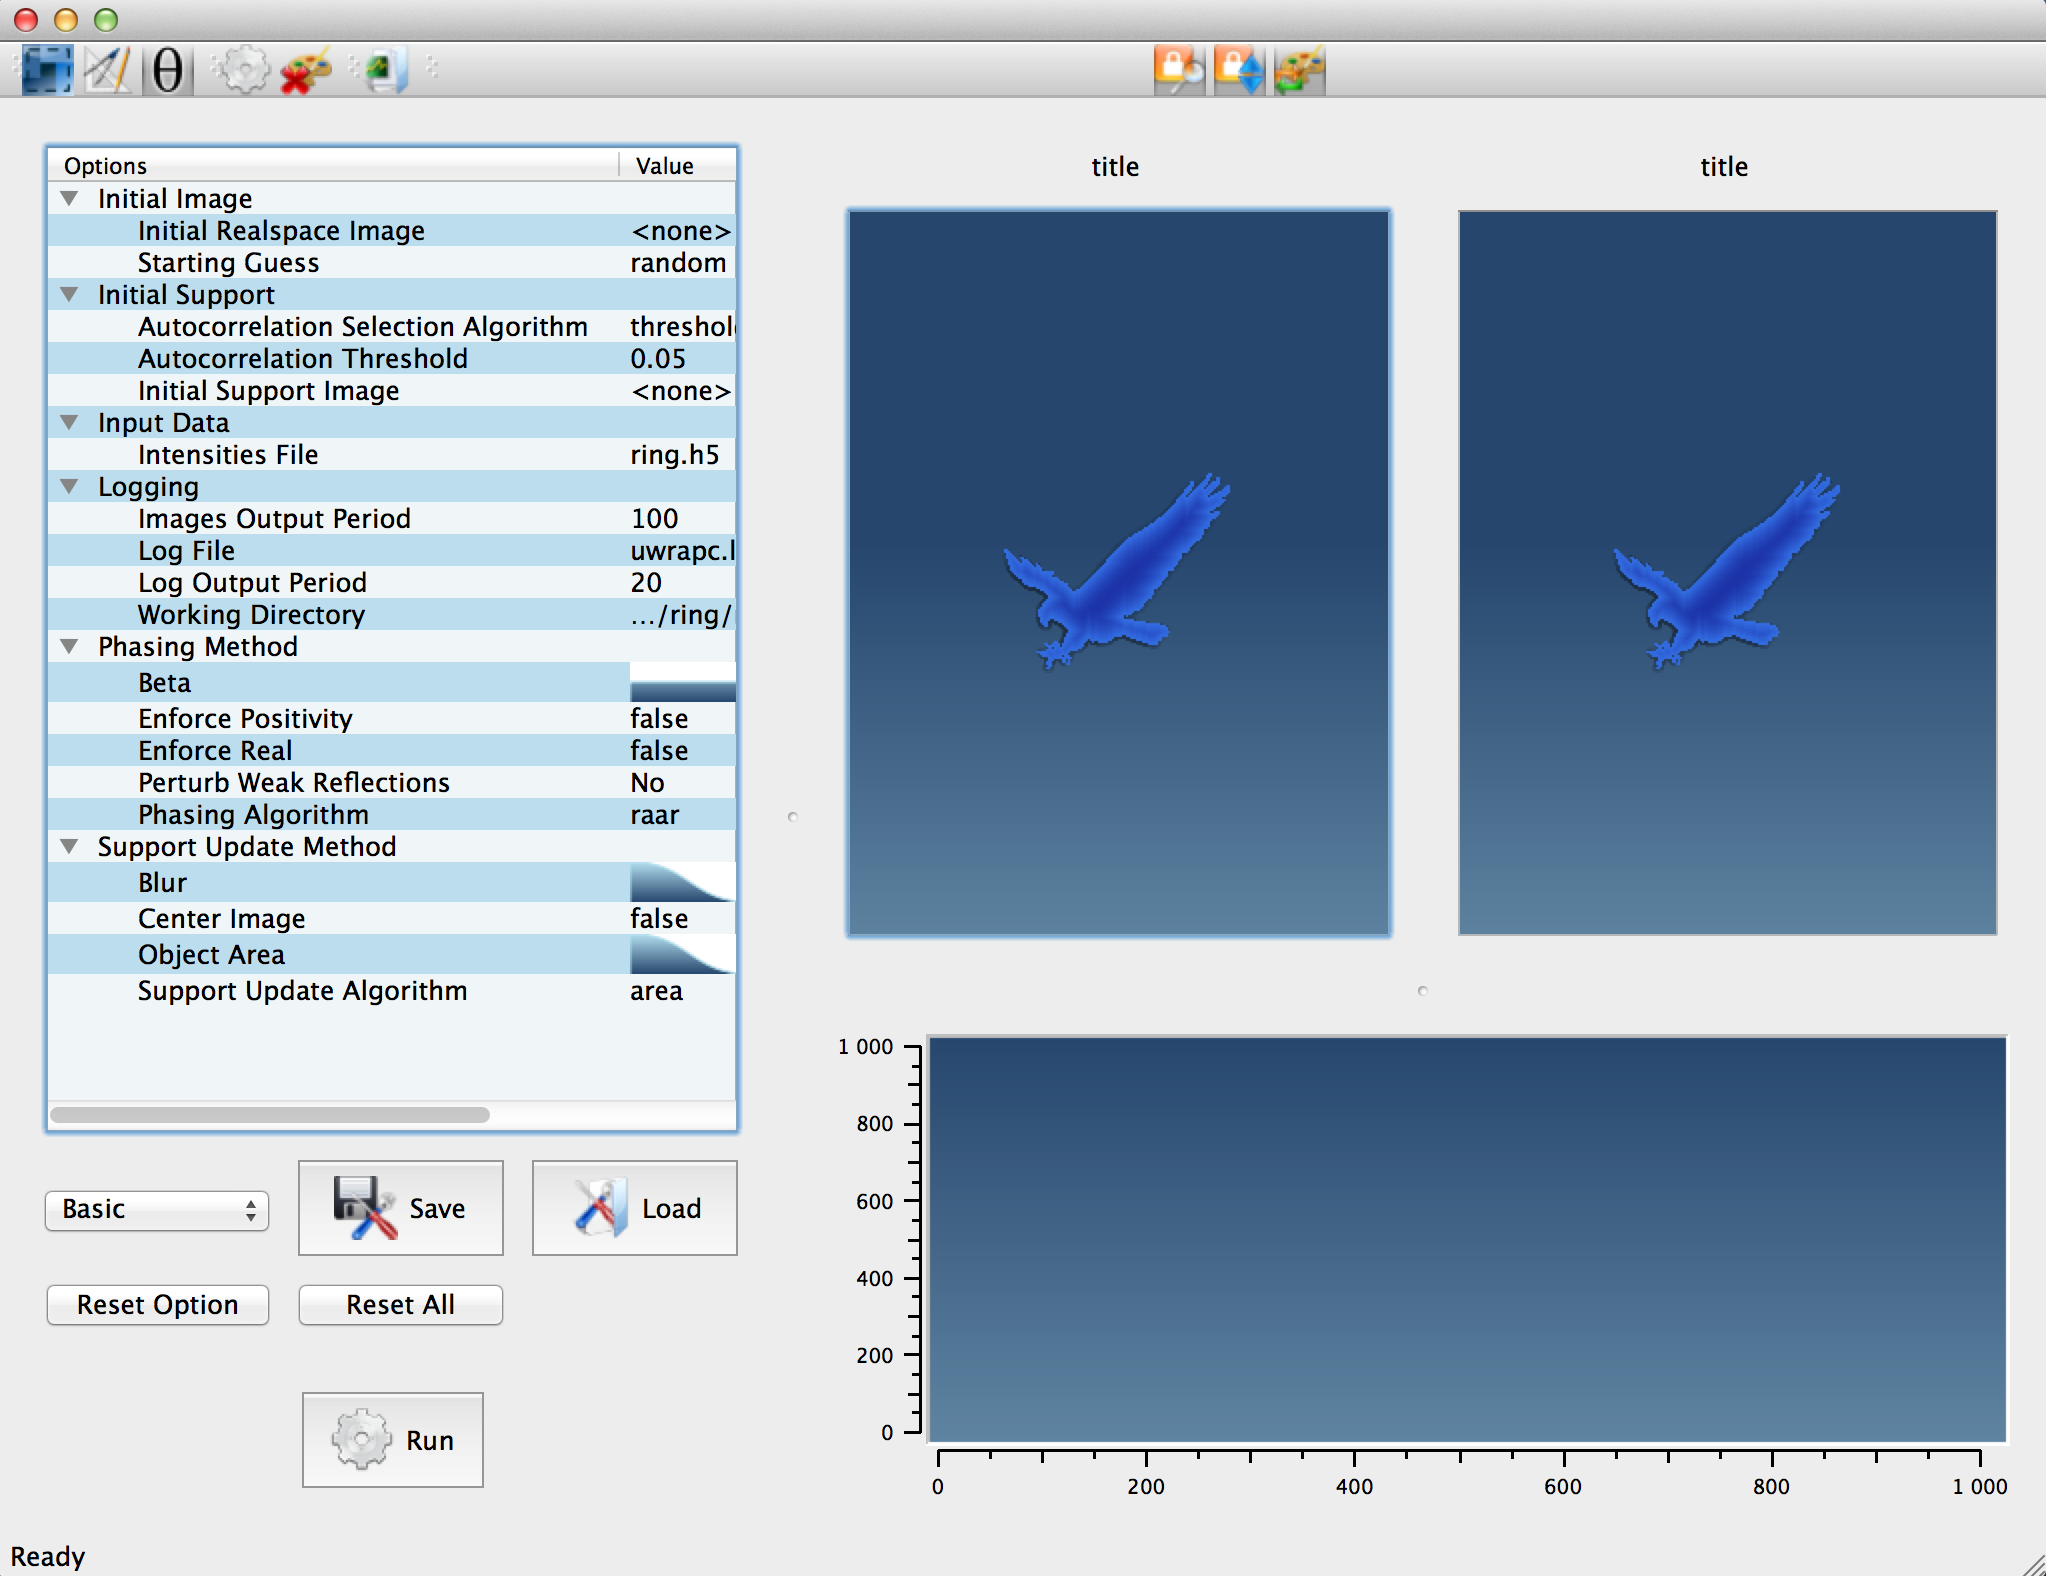 θ
Options Value
Initial Image
Initial Realspace Image <none>
Starting Guess random
Initial Support
Autocorrelation Selection Algorithm
Autocorrelation Threshold 0.05
Initial Support Image <none>
Input Data
Intensities File ring.h5
Logging
Images Output Period 100
Log File
Log Output Period 20
Working Directory .../ring/
Phasing Method
Beta
Enforce Positivity false
Enforce Real false
Perturb Weak Reflections No
Phasing Algorithm raar
Support Update Method
Blur
Center Image false
Object Area
Support Update Algorithm area
Basic
Save
Load
Reset Option
Reset All
Run
title
title
1 000
800
600
400
200
0
0 200 400 600 800 1 000
Ready